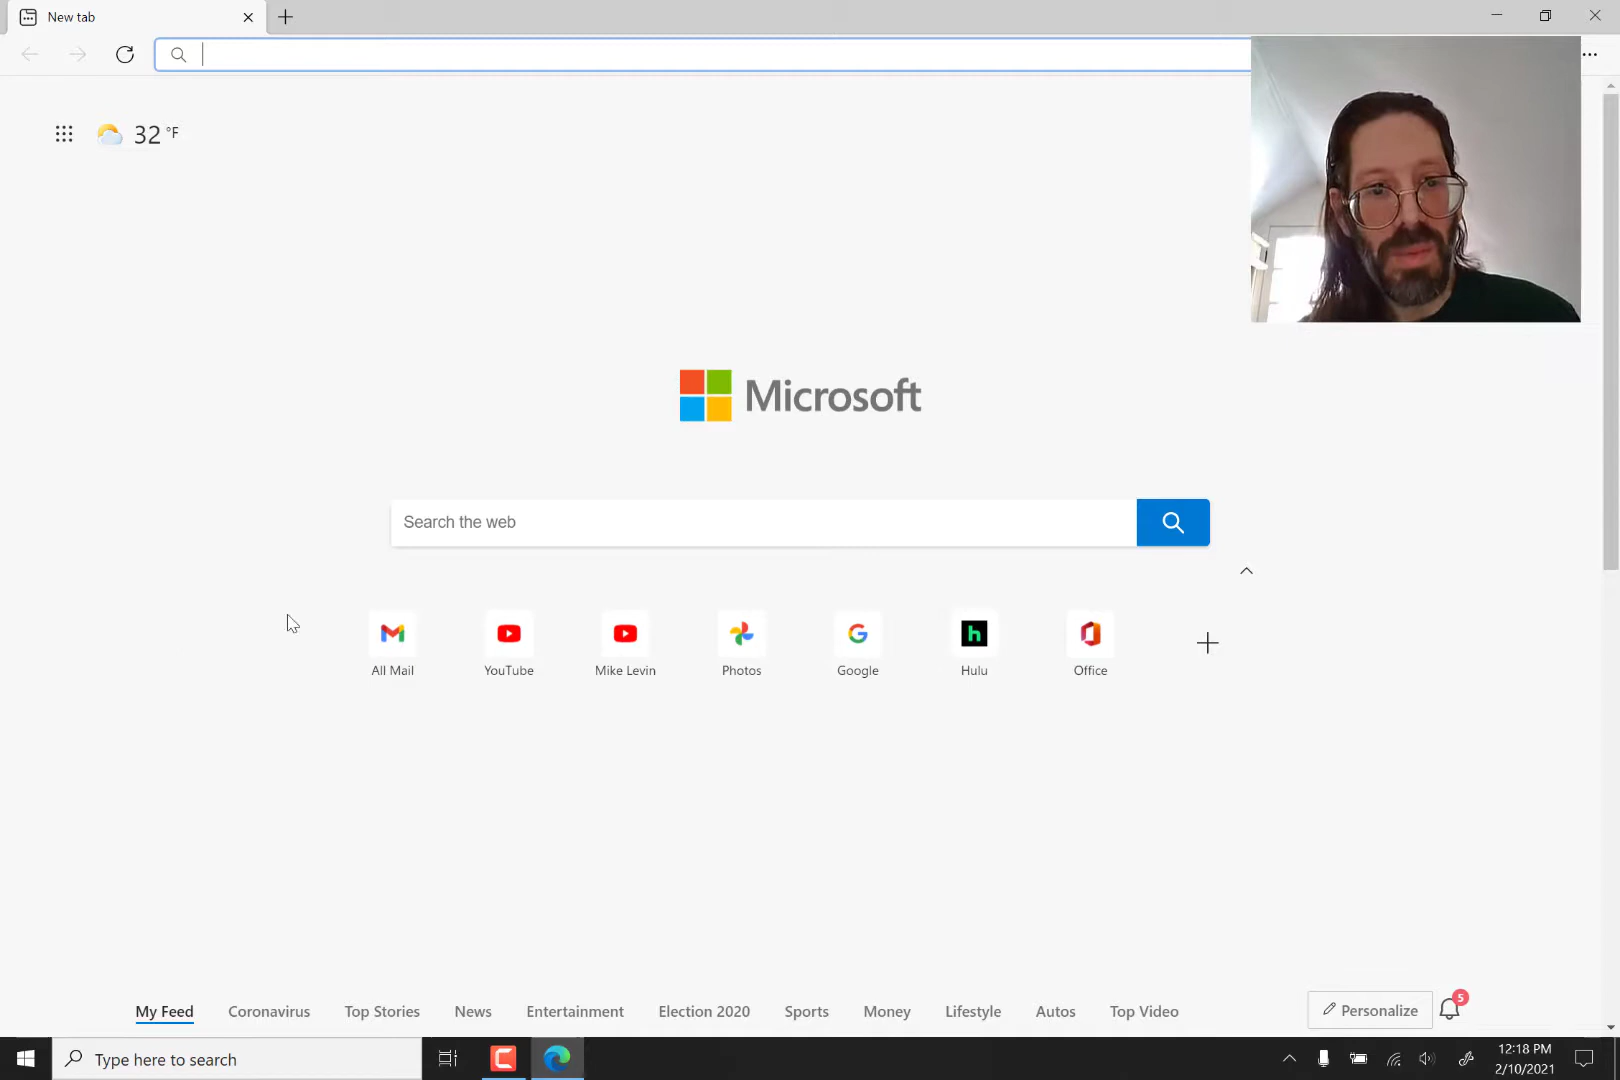 New tab
32 °F
Microsoft
Search the web
All Mail YouTube Mike Levin Photos Google Hulu Office
My Feed Coronavirus Top Stories News Entertainment Election 2020 Sports Money Lifestyle Autos Top Video Personalize 5
Type here to search
12:18 PM
2/10/2021